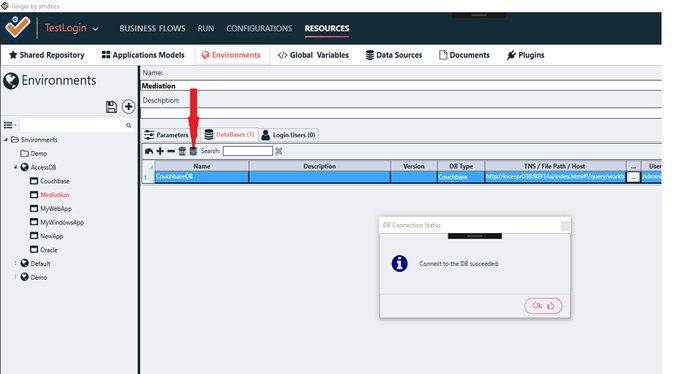 Ginger by amdocs
TestLogin BUSINESS FLOWS RUN CONFIGURATIONS RESOURCES
Shared Repository Applications Models Environments </> Global Variables Data Sources Documents Plugins
Environments
Name:
Mediation
Description:
Parameters DataBases (1) Login Users (0)
Search:
Name Description Version DB Type TNS / File Path / Host ... User
1 CouchbaseDB Couchbase http://incespr036:8091/ui/index.html#!/query/workb ... Admini
Environments
Demo
AccessDB
Couchbase
Mediation
MyWebApp
MyWindowsApp
NewApp
Oracle
Default
Demo
DB Connection Status
Connect to the DB succeeded.
Ok